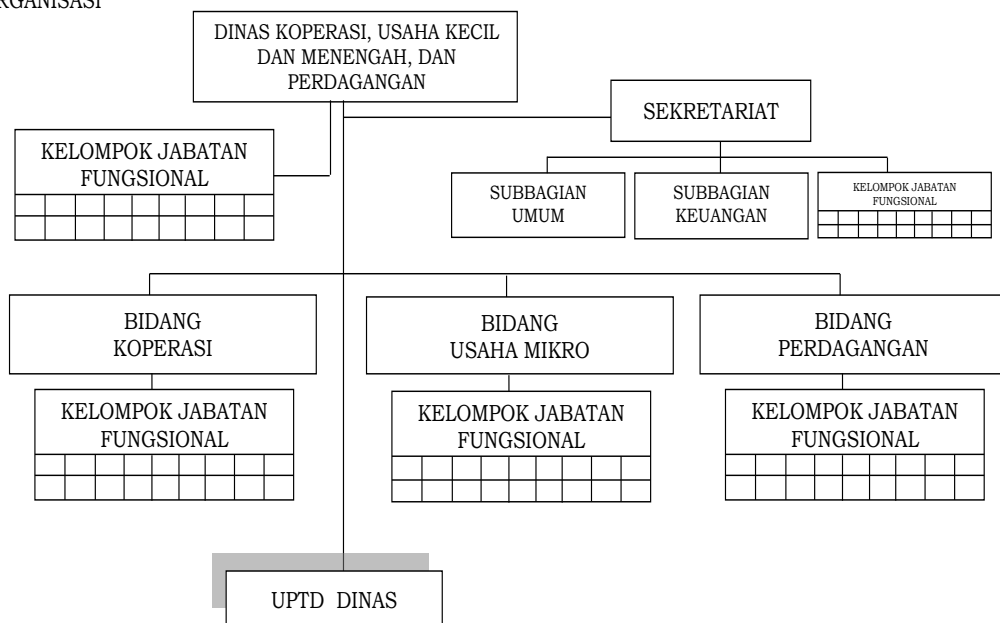 RGANISASI
DINAS KOPERASI, USAHA KECIL
DAN MENENGAH, DAN
PERDAGANGAN
SEKRETARIAT
KELOMPOK JABATAN
FUNGSIONAL
SUBBAGIAN
UMUM
SUBBAGIAN
KEUANGAN
KELOMPOK JABATAN
FUNGSIONAL
BIDANG
KOPERASI
BIDANG
USAHA MIKRO
BIDANG
PERDAGANGAN
KELOMPOK JABATAN
FUNGSIONAL
KELOMPOK JABATAN
FUNGSIONAL
KELOMPOK JABATAN
FUNGSIONAL
UPTD DINAS